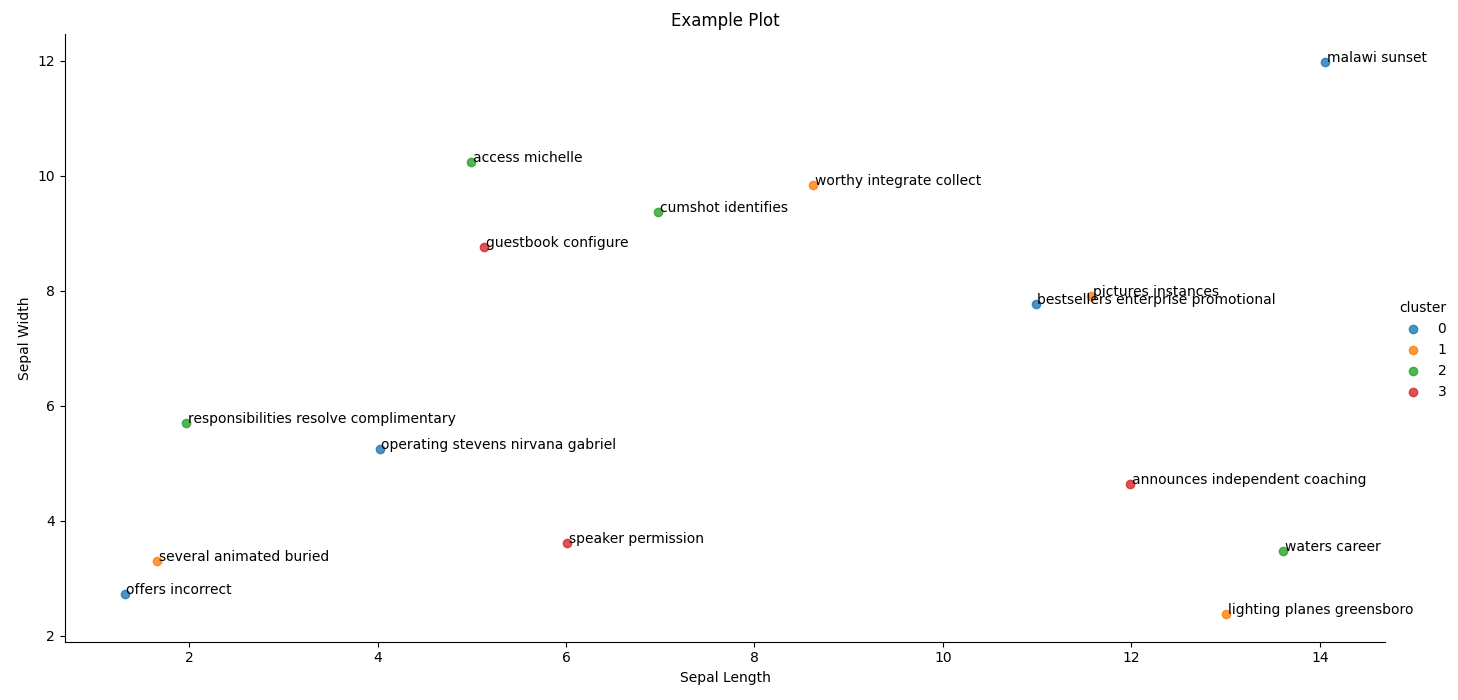 Example Plot
malawi sunset
access michelle
worthy integrate collect
cumshot identifies
guestbook configure
pictures instances
bestsellers enterprise promotional
responsibilities resolve complimentary
operating stevens nirvana gabriel
announces independent coaching
speaker permission
waters career
several animated buried
offers incorrect
lighting planes greensboro
12
10
8
6
4
2
Sepal Width
2 4 6 8 10 12 14
Sepal Length
cluster
0
1
2
3